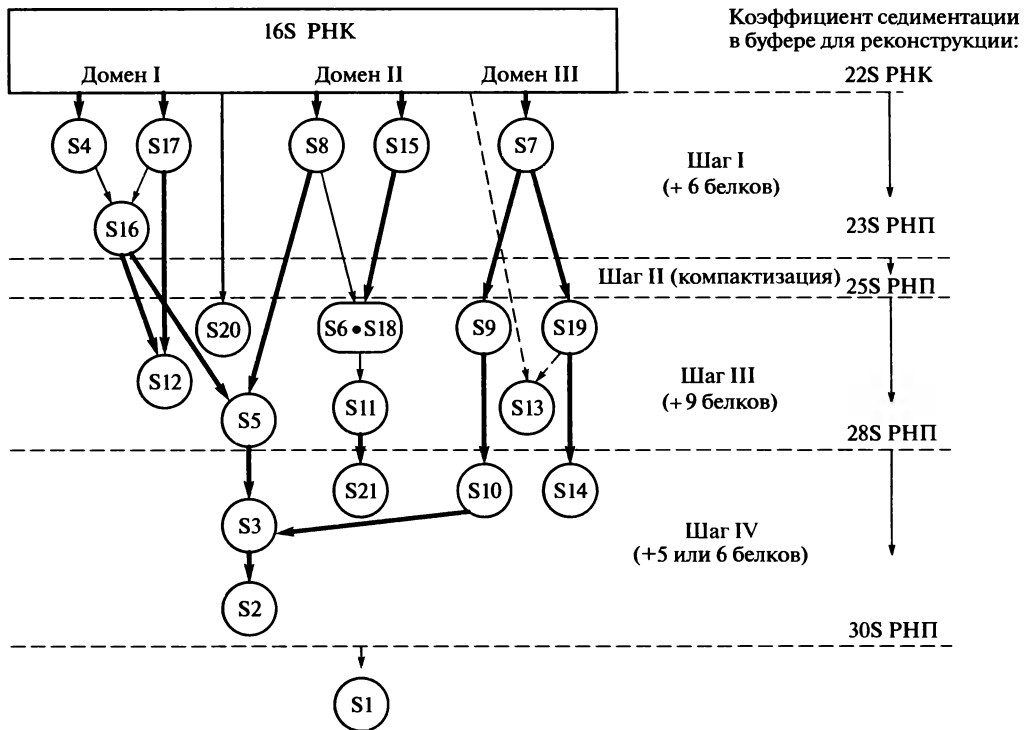 16S РНК
Коэффициент седиментации
в буфере для реконструкции:
Домен I
Домен II
Домен III
22S РНК
S4
S17
S8
S15
S7
Шаг I
(+ 6 белков)
S16
23S РНП
Шаг II (компактизация)
25S РНП
S20
S6 • S18
S9
S19
S12
Шаг III
(+9 белков)
S5
S11
S13
28S РНП
S21
S10
S14
S3
Шаг IV
(+5 или 6 белков)
S2
30S РНП
S1